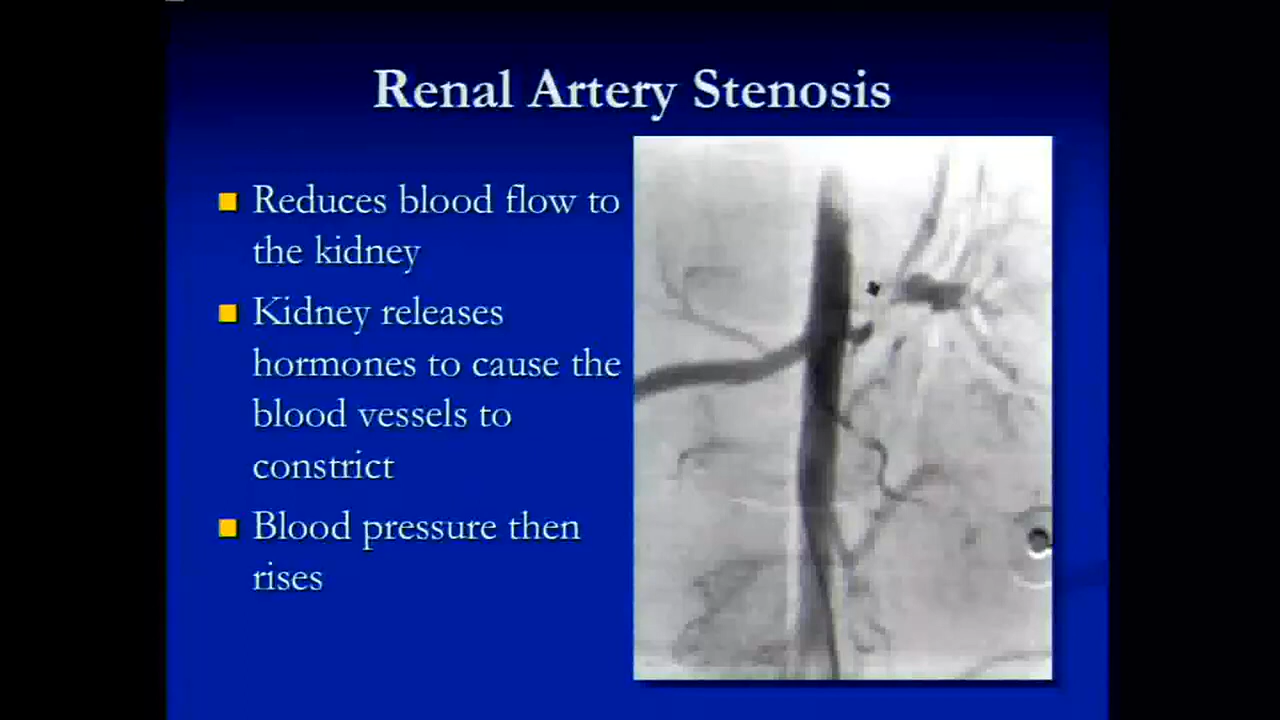 Renal Artery Stenosis
Reduces blood flow to
the kidney
Kidney releases
hormones to cause the
blood vessels to
constrict
Blood pressure then
rises